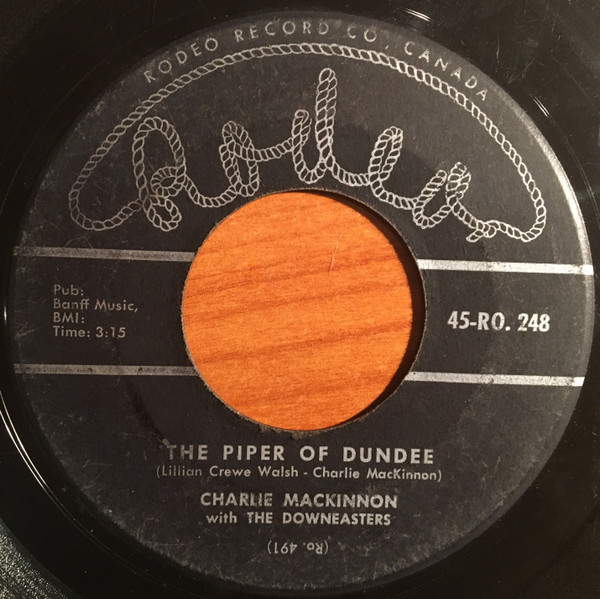 RODEO RECORD CO., CANADA
Rodeo
Pub:
Banff Music,
BMI:
Time: 3:15
45-RO. 248
THE PIPER OF DUNDEE
(Lillian Crewe Walsh - Charlie MacKinnon)
CHARLIE MACKINNON
with THE DOWNEASTERS
(Ro. 491)